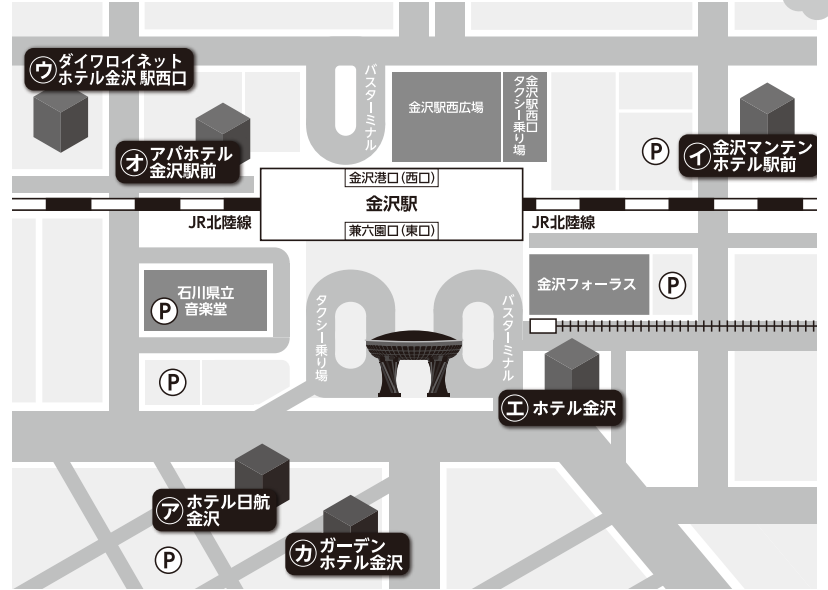 ウ ダイワロイネット
ホテル金沢 駅西口
バスターミナル
金沢駅西広場
金沢駅西口
タクシー乗り場
オ アパホテル
金沢駅前
P
イ 金沢マンテン
ホテル駅前
金沢港口(西口)
金沢駅
兼六園口(東口)
JR北陸線
JR北陸線
石川県立
音楽堂
P
タクシー乗り場
バスターミナル
金沢フォーラス
P
P
エ ホテル金沢
ア ホテル日航
金沢
カ ガーデン
ホテル金沢
P